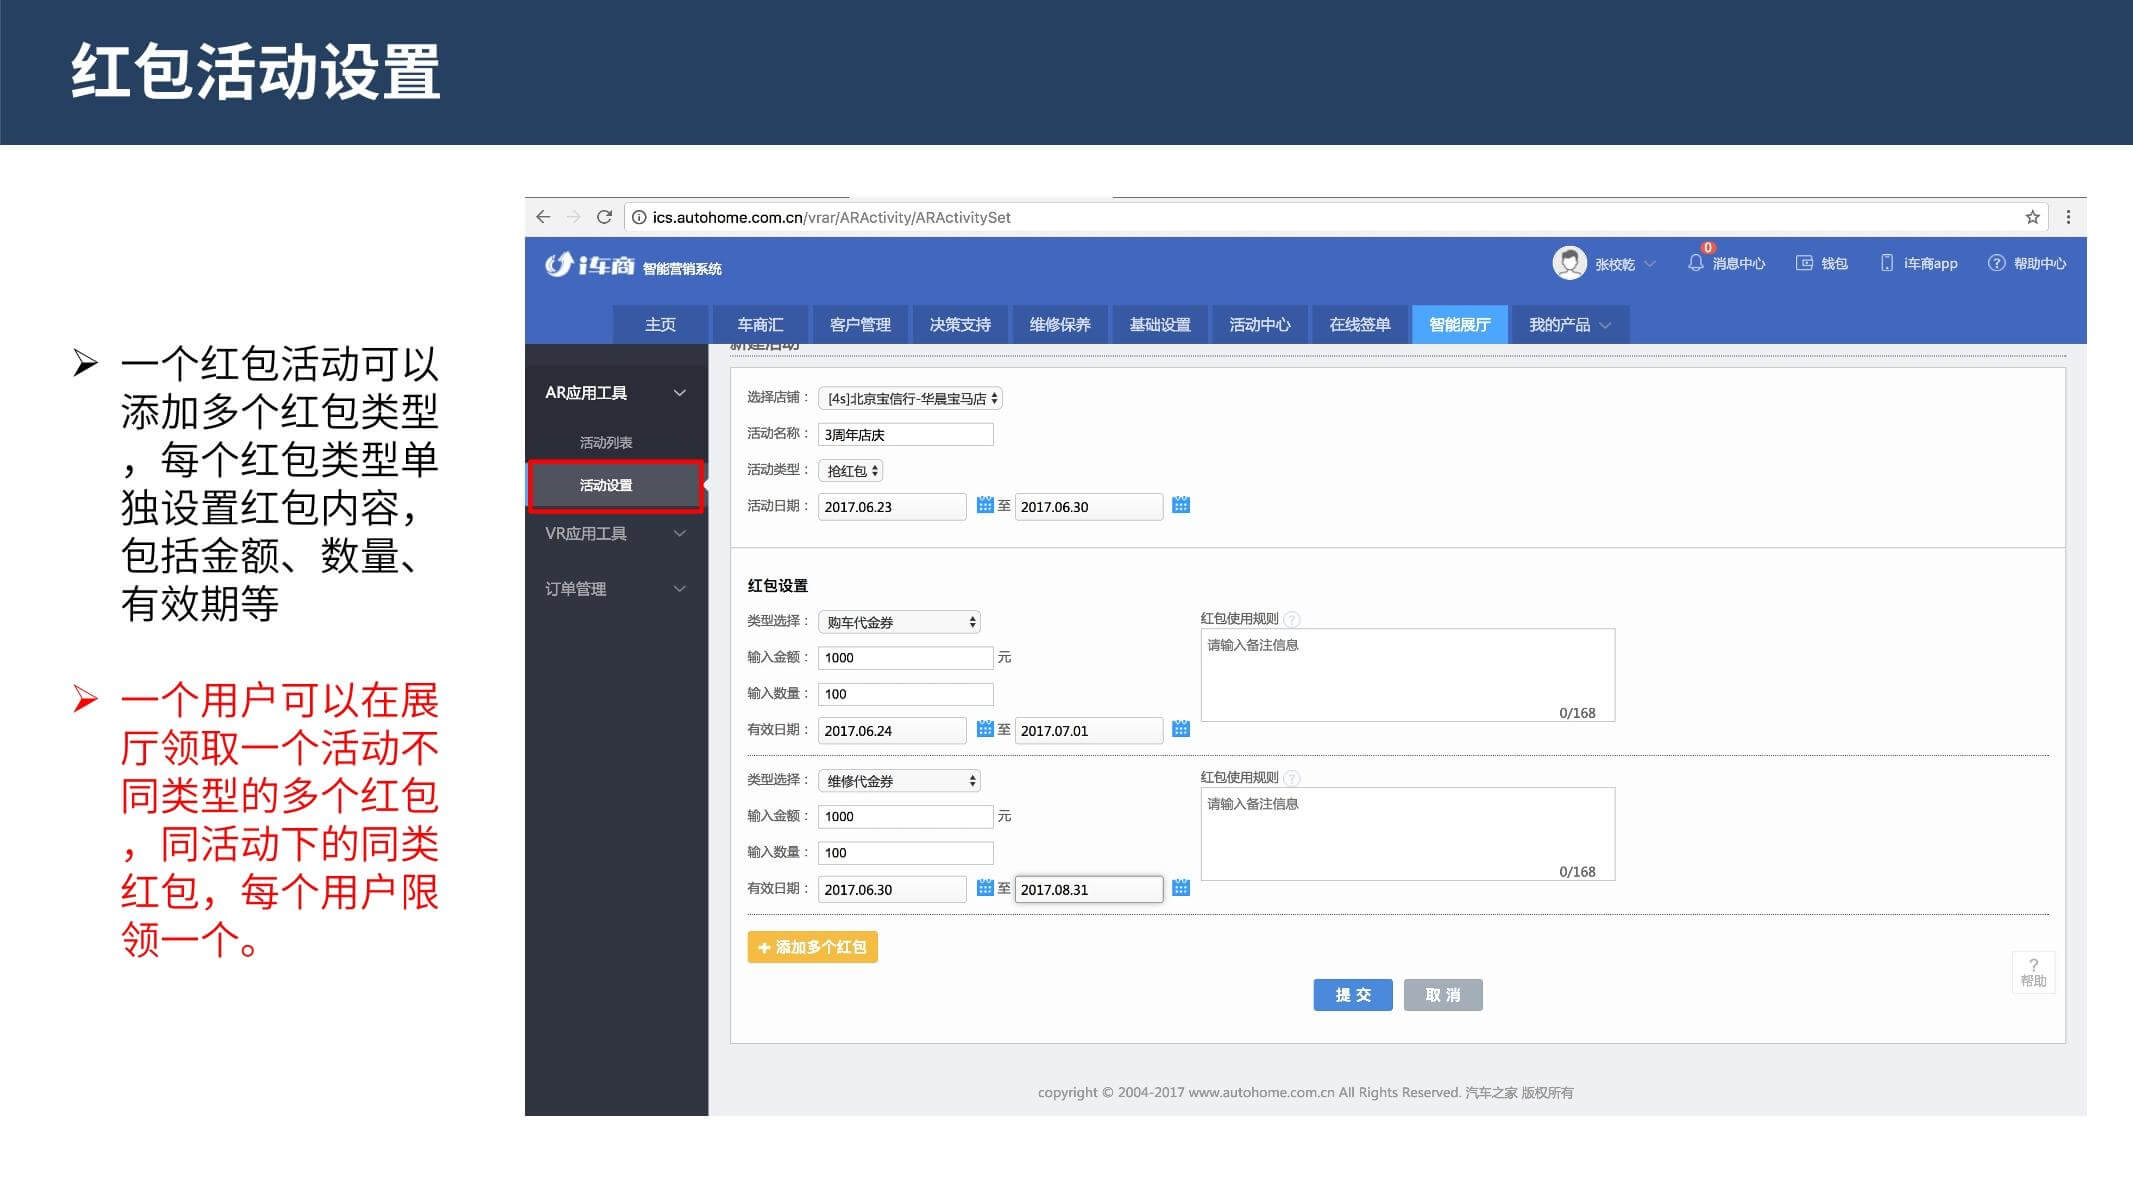 红包活动设置
一个红包活动可以
添加多个红包类型
，每个红包类型单
独设置红包内容，
包括金额、数量、
有效期等
一个用户可以在展
厅领取一个活动不
同类型的多个红包
，同活动下的同类
红包，每个用户限
领一个。
ics.autohome.com.cn/vrar/ARActivity/ARActivitySet
i车商 智能营销系统
张校乾 0 消息中心 钱包 i车商app ? 帮助中心
主页 车商汇 客户管理 决策支持 维修保养 基础设置 活动中心 在线签单 智能展厅 我的产品
新建活动
AR应用工具
活动列表
活动设置
VR应用工具
订单管理
选择店铺： [4s]北京宝信行-华晨宝马店
活动名称： 3周年店庆
活动类型： 抢红包
活动日期： 2017.06.23 至 2017.06.30
红包设置
类型选择： 购车代金券
输入金额： 1000 元
输入数量： 100
有效日期： 2017.06.24 至 2017.07.01
红包使用规则 ?
请输入备注信息
0/168
类型选择： 维修代金券
输入金额： 1000 元
输入数量： 100
有效日期： 2017.06.30 至 2017.08.31
红包使用规则 ?
请输入备注信息
0/168
+ 添加多个红包
提 交 取 消
?
帮助
copyright © 2004-2017 www.autohome.com.cn All Rights Reserved. 汽车之家 版权所有